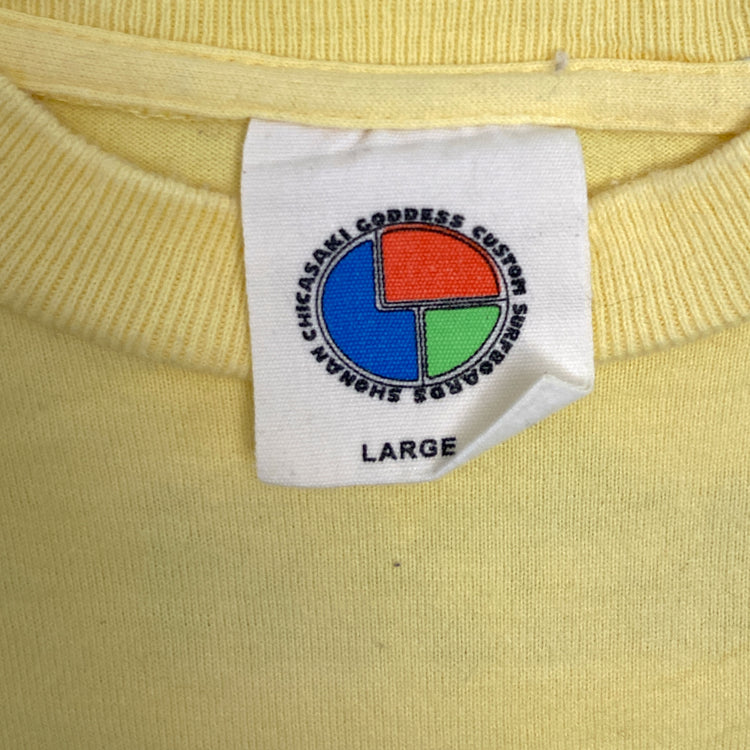 GODDESS CUSTOM SURFBOARDS SHONAN CHICASAKI
LARGE